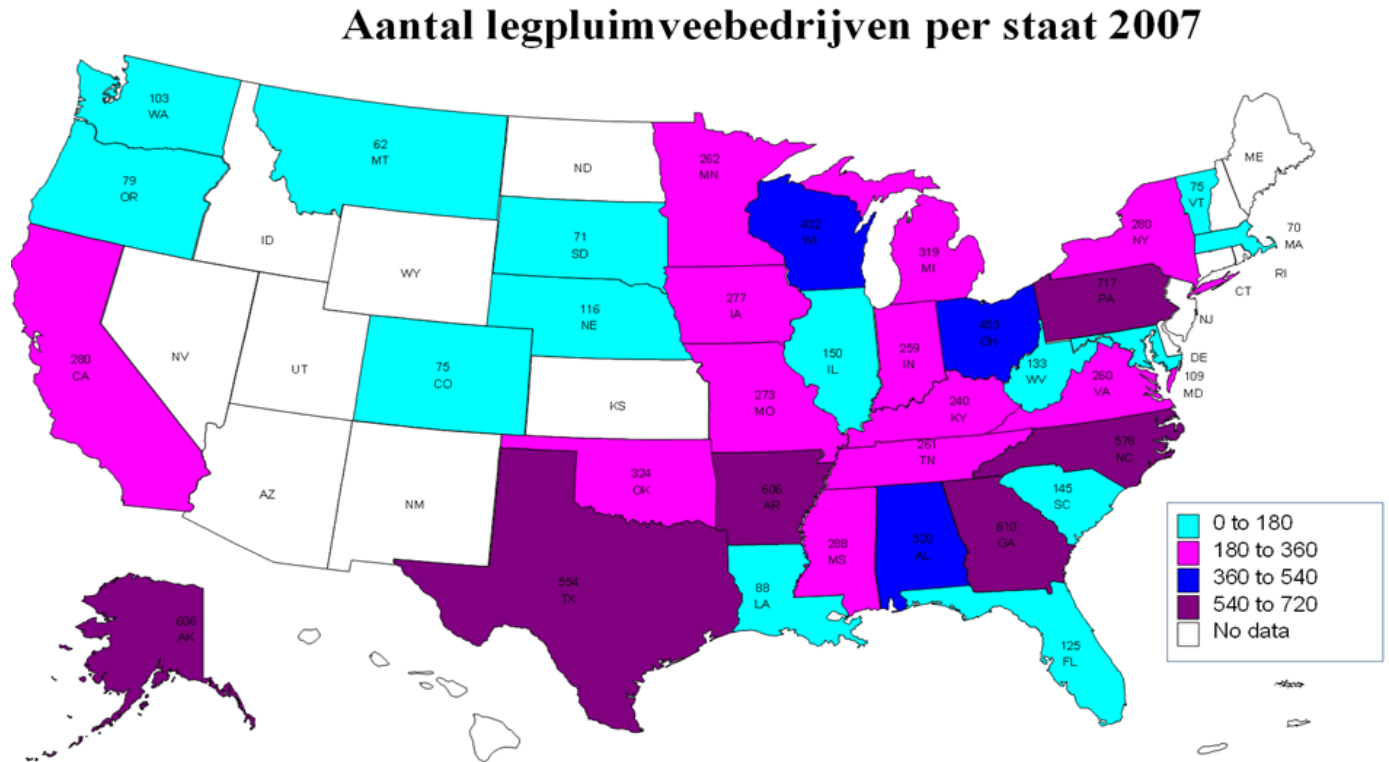 Aantal legpluimveebedrijven per staat 2007
103
WA
62
MT
ND
262
MN
ME
79
OR
ID
WY
71
SD
492
WI
319
MI
280
NY
75
VT
70
MA
RI
CT
NJ
DE
109
MD
280
CA
NV
UT
75
CO
116
NE
277
IA
150
IL
259
IN
455
OH
717
PA
133
WV
260
VA
KS
273
MO
240
KY
261
TN
578
NC
AZ
NM
324
OK
606
AR
288
MS
520
AL
610
GA
145
SC
554
TX
88
LA
125
FL
606
AK
0 to 180
180 to 360
360 to 540
540 to 720
No data